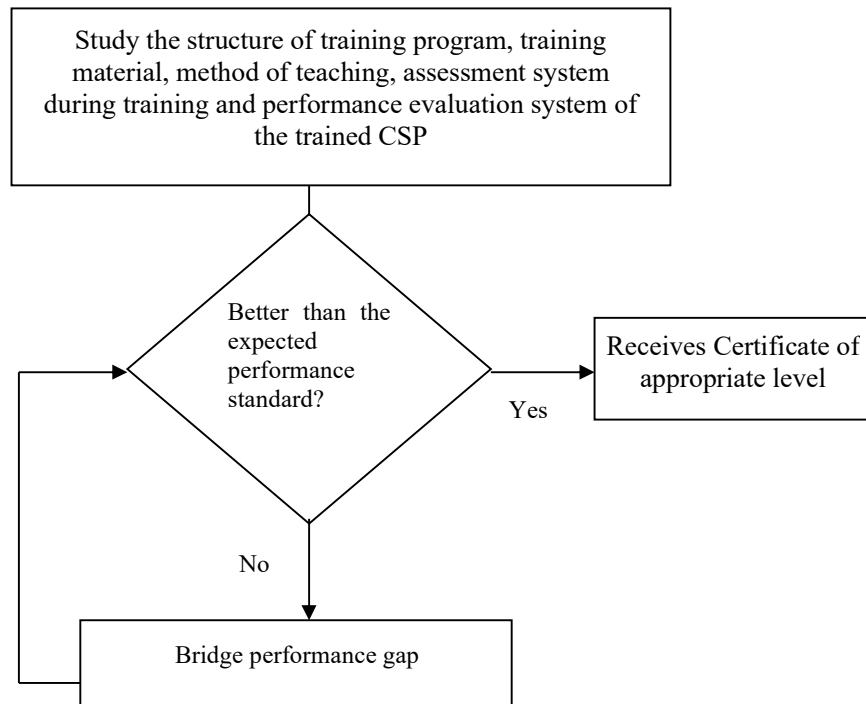 Study the structure of training program, training
material, method of teaching, assessment system
during training and performance evaluation system of
the trained CSP
Better than the
expected
performance
standard?
Receives Certificate of
appropriate level
Yes
No
Bridge performance gap